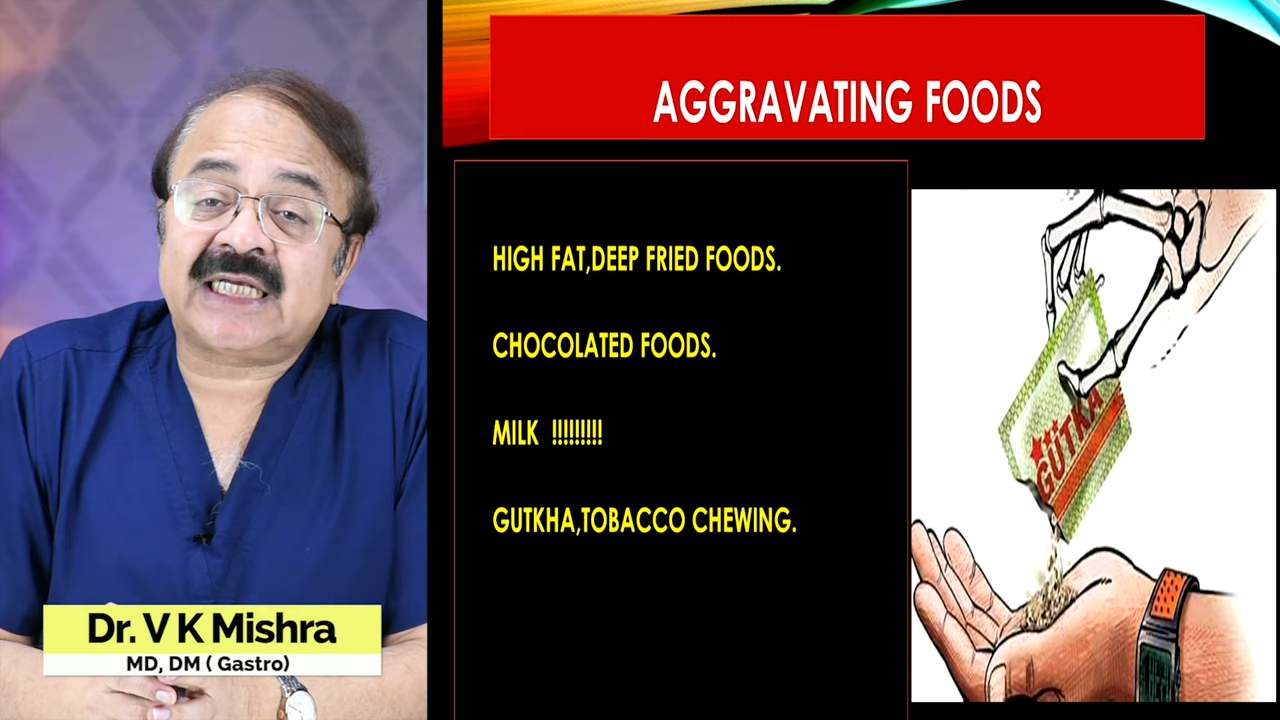 AGGRAVATING FOODS
HIGH FAT,DEEP FRIED FOODS.
CHOCOLATED FOODS.
MILK !!!!!!!!!
GUTKHA,TOBACCO CHEWING.
GUTKA
Dr. V K Mishra
MD, DM ( Gastro)